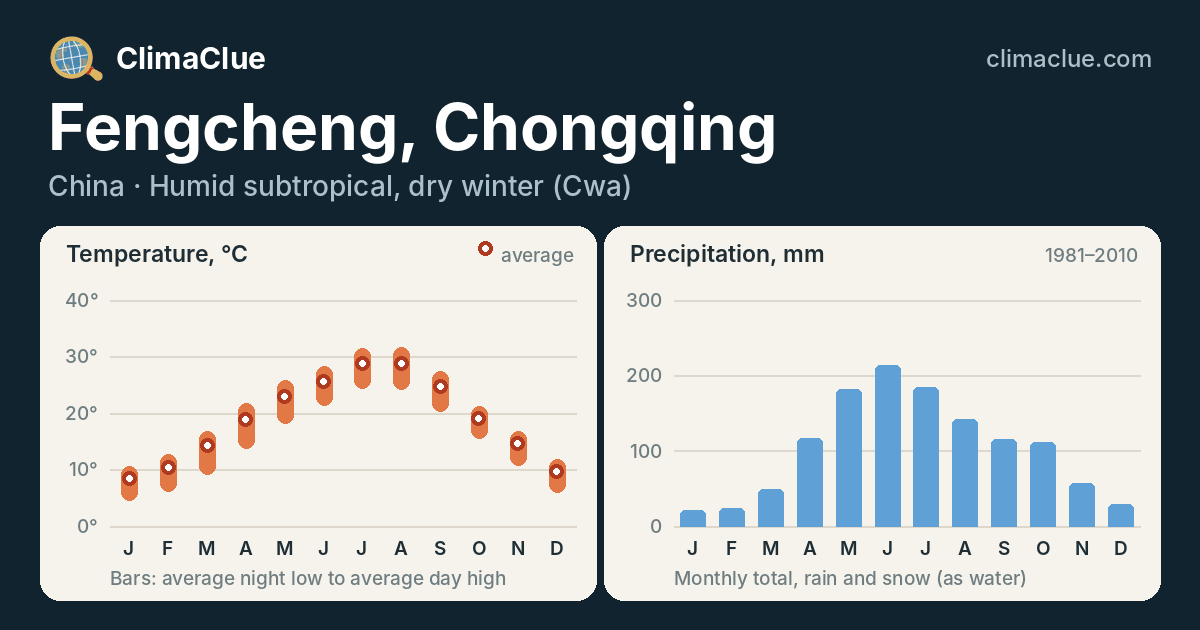 ClimaClue
climaclue.com
Fengcheng, Chongqing
China · Humid subtropical, dry winter (Cwa)
Temperature, °C
average
40°
30°
20°
10°
0°
J F M A M J J A S O N D
Bars: average night low to average day high
Precipitation, mm
1981–2010
300
200
100
0
J F M A M J J A S O N D
Monthly total, rain and snow (as water)